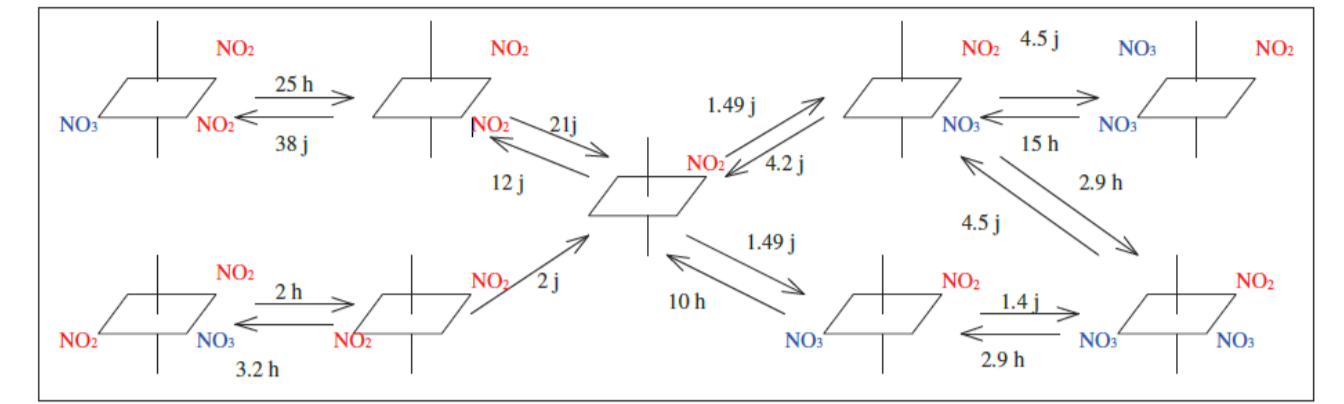 NO2 NO2 NO2 4.5 j NO3 NO2
25 h 1.49 j
NO3 NO2 NO2 21j NO3 NO3
38 j NO2 4.2 j 15 h
12 j 2.9 h
4.5 j
1.49 j
NO2 NO2 2 j NO2 NO2
2 h 10 h 1.4 j
NO2 NO3 NO2 NO3 NO3 NO3
3.2 h 2.9 h